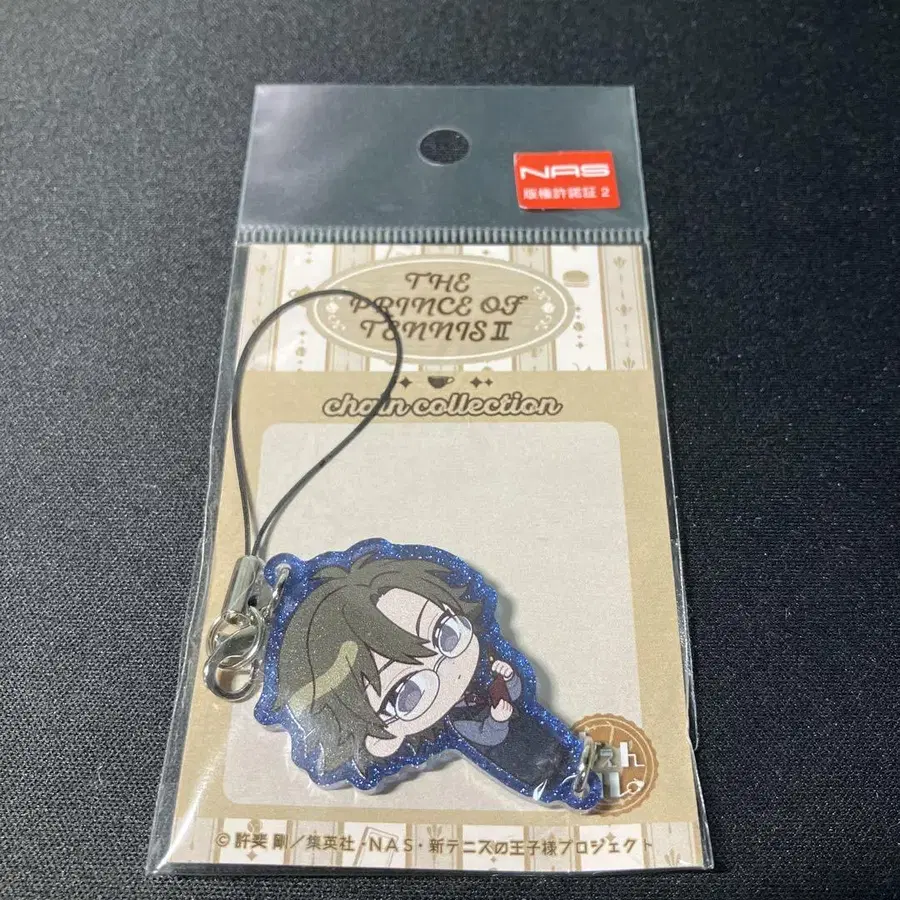 NAS
版権許諾証 2
THE
PRINCE OF
TENNIS II
chain collection
© 許斐 剛／集英社・NAS・新テニスの王子様プロジェクト